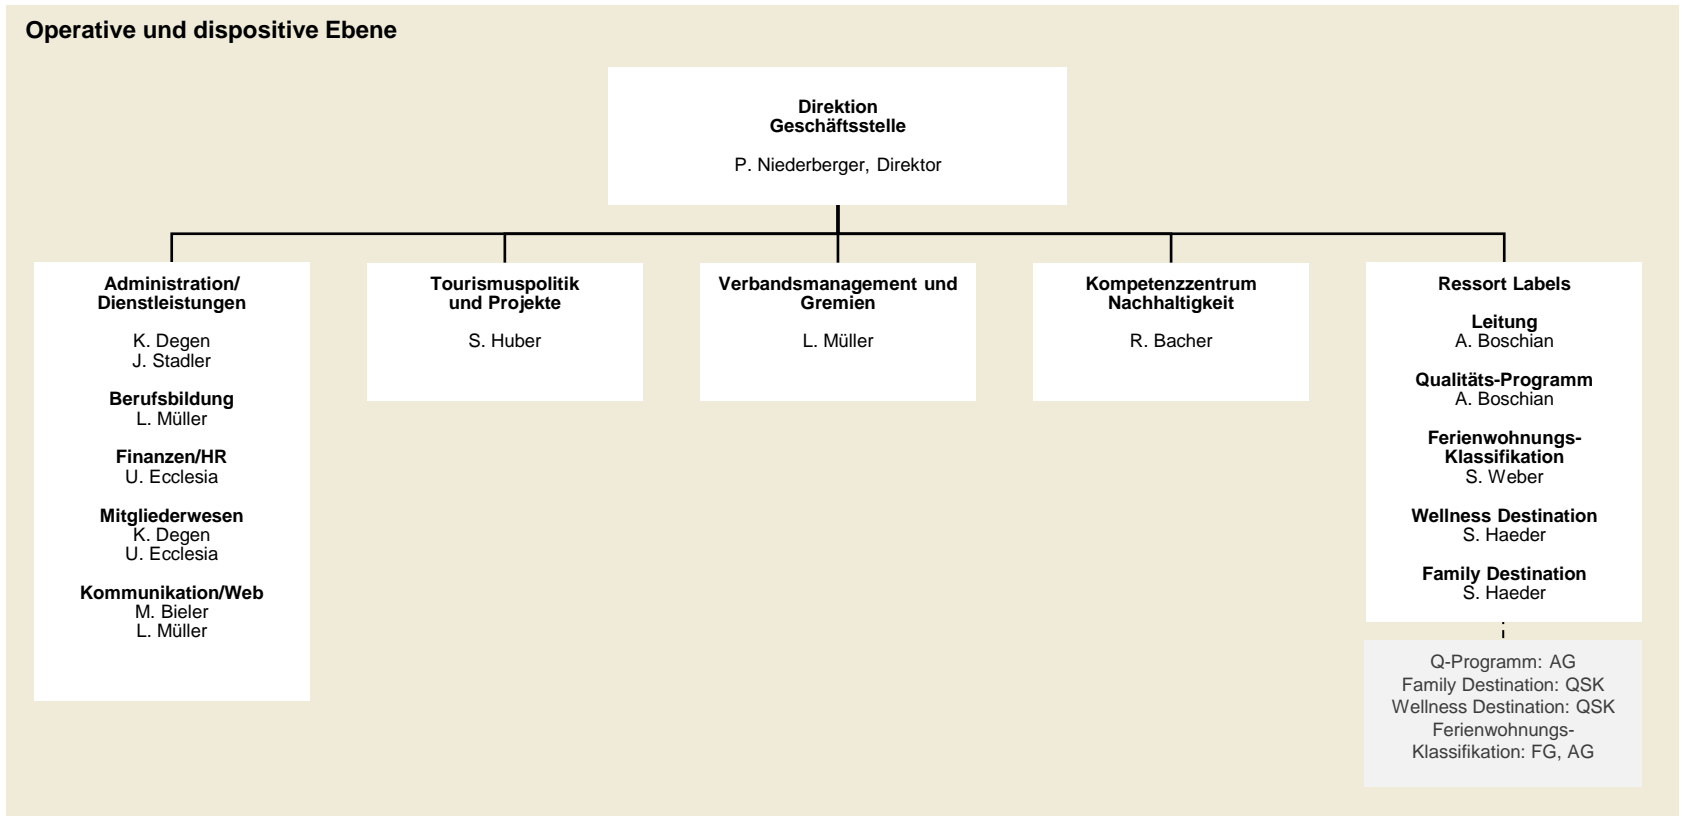 Operative und dispositive Ebene
Direktion
Geschäftsstelle
P. Niederberger, Direktor
Administration/
Dienstleistungen
K. Degen
J. Stadler
Berufsbildung
L. Müller
Finanzen/HR
U. Ecclesia
Mitgliederwesen
K. Degen
U. Ecclesia
Kommunikation/Web
M. Bieler
L. Müller
Tourismuspolitik
und Projekte
S. Huber
Verbandsmanagement und
Gremien
L. Müller
Kompetenzzentrum
Nachhaltigkeit
R. Bacher
Ressort Labels
Leitung
A. Boschian
Qualitäts-Programm
A. Boschian
Ferienwohnungs-
Klassifikation
S. Weber
Wellness Destination
S. Haeder
Family Destination
S. Haeder
Q-Programm: AG
Family Destination: QSK
Wellness Destination: QSK
Ferienwohnungs-
Klassifikation: FG, AG